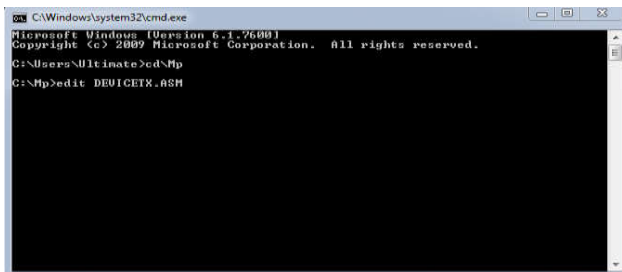 C:\Windows\system32\cmd.exe
Microsoft Windows [Version 6.1.7600]
Copyright (c) 2009 Microsoft Corporation. All rights reserved.
C:\Users\Ultimate>cd\Mp
C:\Mp>edit DEVICETX.ASM